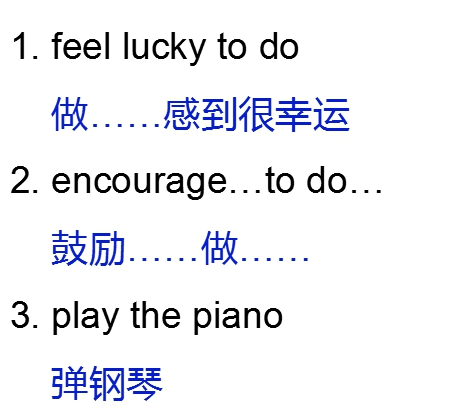 1. feel lucky to do
做……感到很幸运
2. encourage…to do…
鼓励……做……
3. play the piano
弹钢琴